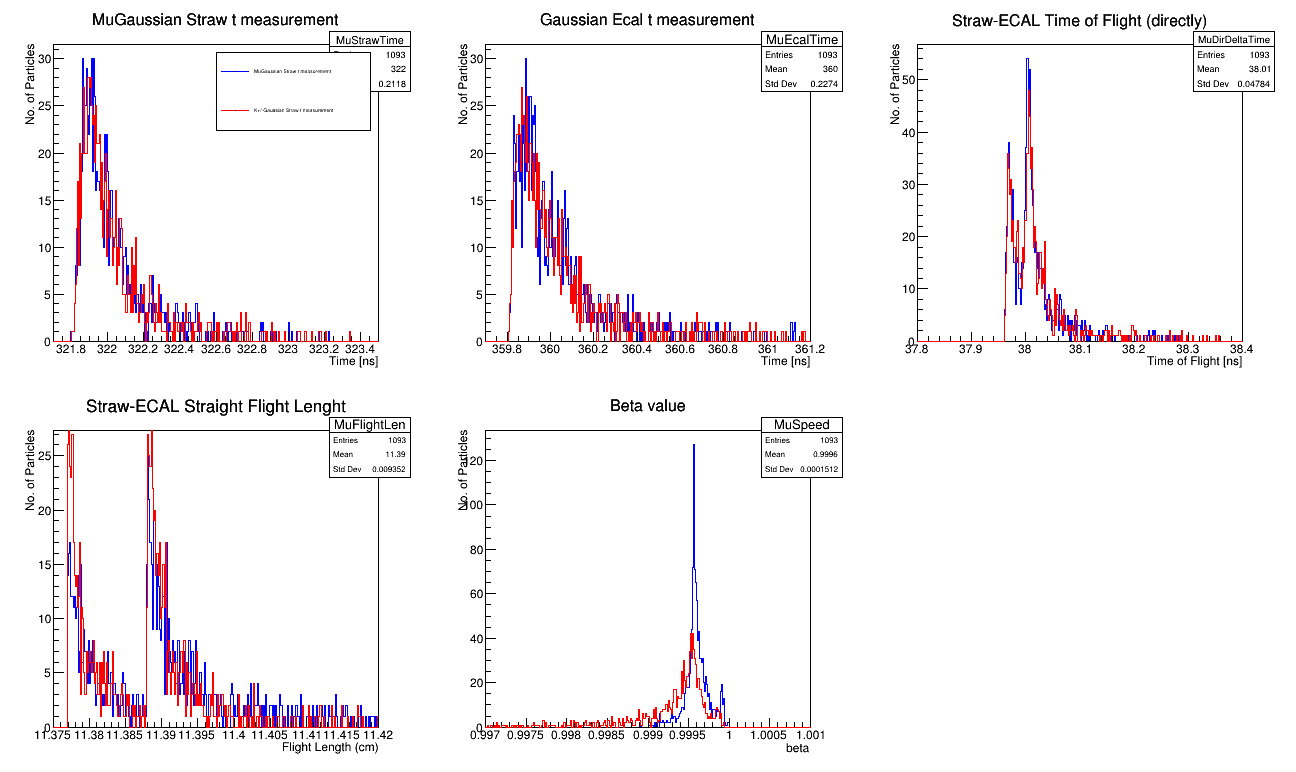 MuGaussian Straw t measurement
MuStrawTime
1093
322
0.2118
MuGaussian Straw t measurement
K+/-Gaussian Straw t measurement
No. of Particles
30
25
20
15
10
5
0
321.8 322 322.2 322.4 322.6 322.8 323 323.2 323.4
Time [ns]
Gaussian Ecal t measurement
MuEcalTime
Entries 1093
Mean 360
Std Dev 0.2274
No. of Particles
30
25
20
15
10
5
0
359.8 360 360.2 360.4 360.6 360.8 361 361.2
Time [ns]
Straw-ECAL Time of Flight (directly)
MuDirDeltaTime
Entries 1093
Mean 38.01
Std Dev 0.04784
No. of Particles
50
40
30
20
10
0
37.8 37.9 38 38.1 38.2 38.3 38.4
Time of Flight [ns]
Straw-ECAL Straight Flight Lenght
MuFlightLen
Entries 1093
Mean 11.39
Std Dev 0.009352
No. of Particles
25
20
15
10
5
0
11.375 11.38 11.385 11.39 11.395 11.4 11.405 11.41 11.415 11.42
Flight Length (cm)
Beta value
MuSpeed
Entries 1093
Mean 0.9996
Std Dev 0.0001512
No. of Particles
120
100
80
60
40
20
0
0.997 0.9975 0.998 0.9985 0.999 0.9995 1 1.0005 1.001
beta